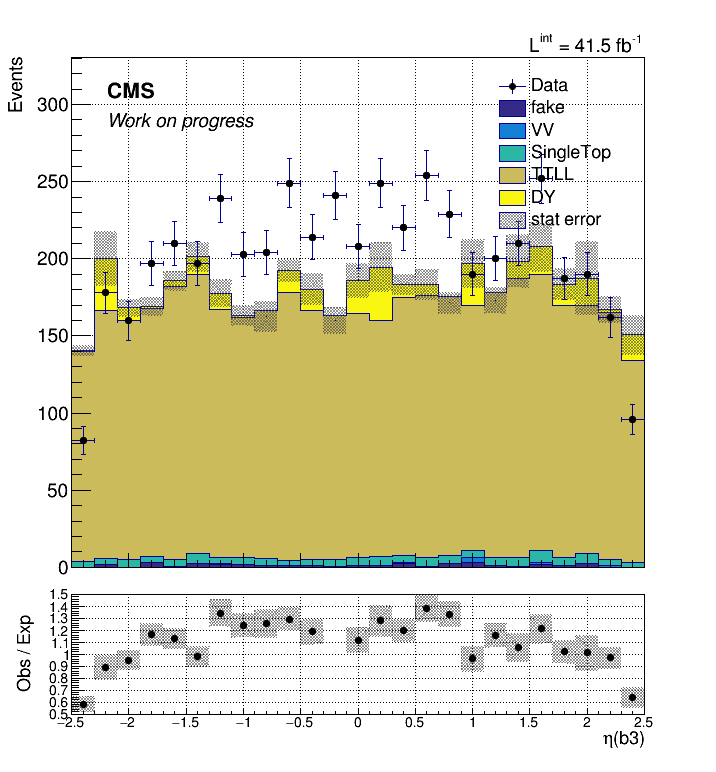 L^int = 41.5 fb^-1
Events
CMS
Work on progress
Data
fake
VV
SingleTop
TTLL
DY
stat error
300
250
200
150
100
50
0
Obs / Exp
1.5
1.4
1.3
1.2
1.1
1
0.9
0.8
0.7
0.6
0.5
−2.5 −2 −1.5 −1 −0.5 0 0.5 1 1.5 2 2.5
η(b3)